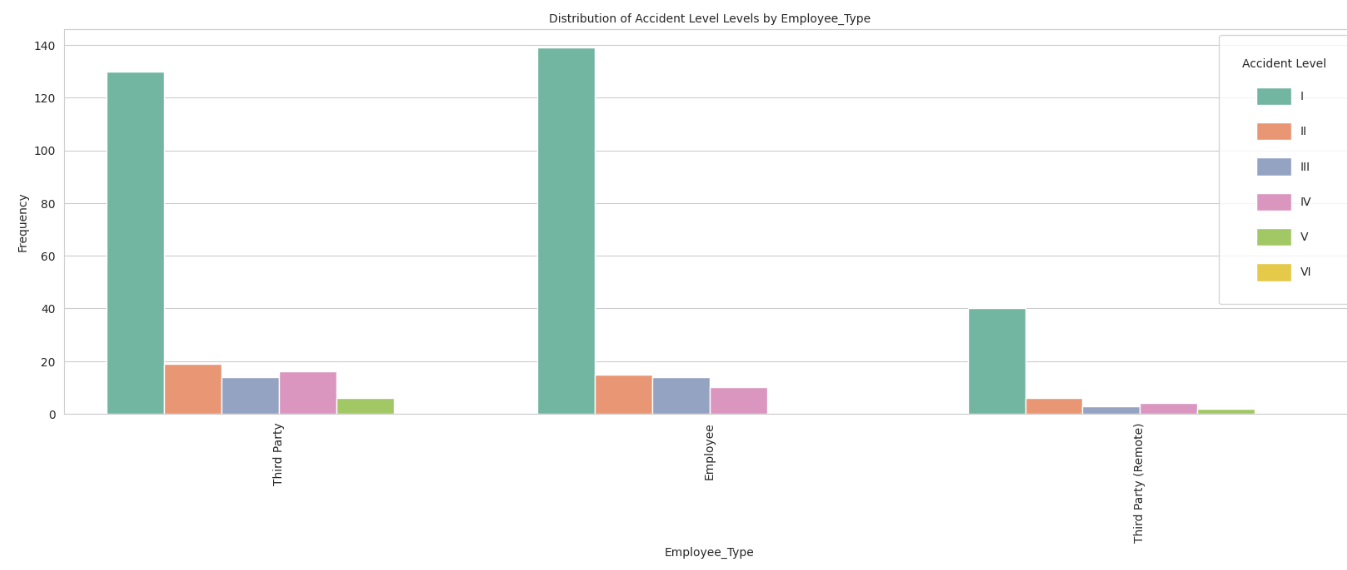 Distribution of Accident Level Levels by Employee_Type
140
120
100
80
60
40
20
0
Frequency
Accident Level
I
II
III
IV
V
VI
Third Party
Employee
Third Party (Remote)
Employee_Type